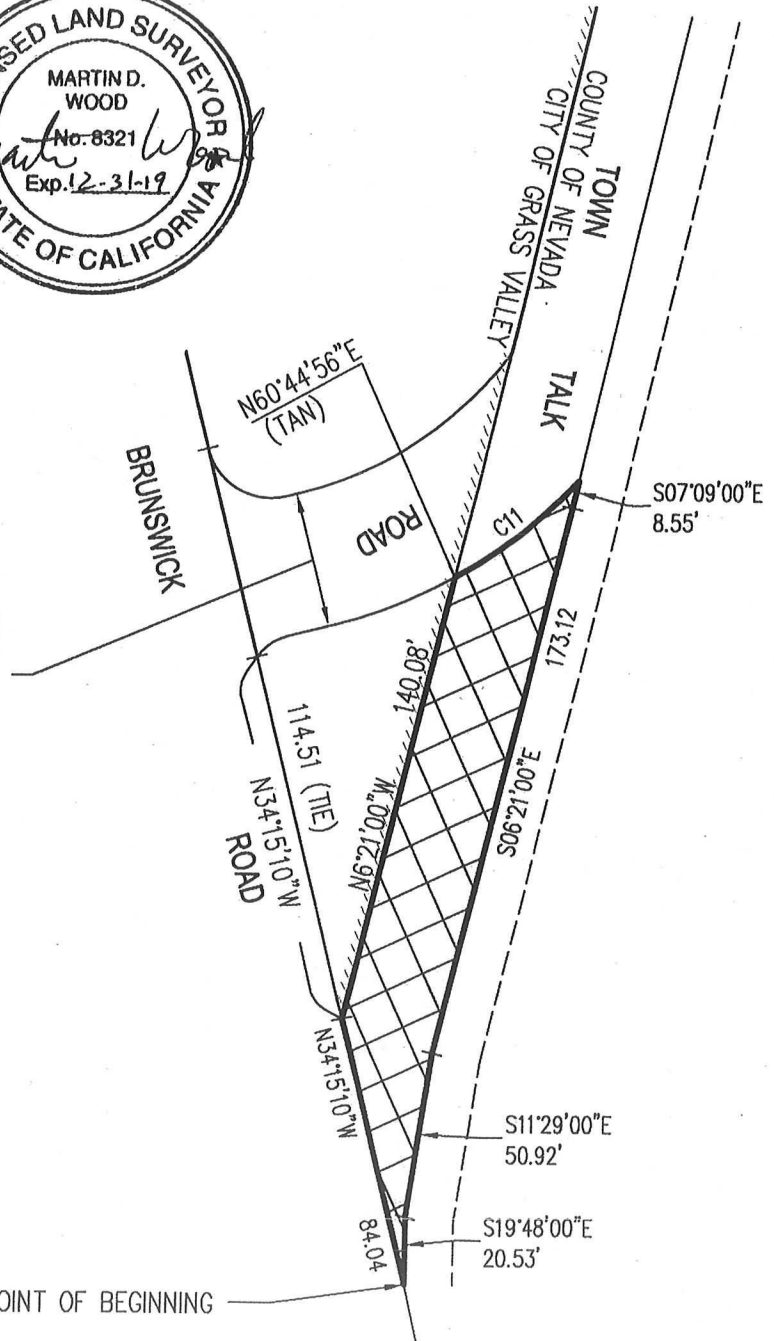 SED LAND SURVEYOR
MARTIN D.
WOOD
No. 8321
Exp. 12-31-19
ATE OF CALIFORNIA
TOWN
COUNTY OF NEVADA
CITY OF GRASS VALLEY
TALK
N60°44'56"E
(TAN)
ROAD
BRUNSWICK
C11
S07°09'00"E
8.55'
173.12
140.08'
S06°21'00"E
N6°21'00"W
114.51 (TIE)
N34°15'10"W
ROAD
N34°15'10"W
S11°29'00"E
50.92'
84.04
S19°48'00"E
20.53'
OINT OF BEGINNING